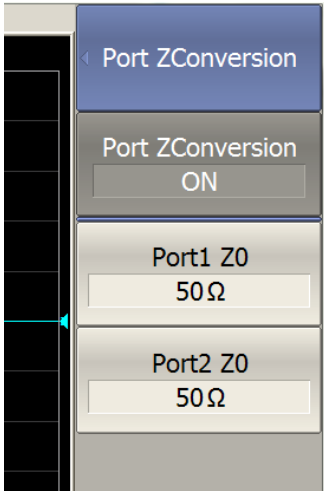 Port ZConversion
Port ZConversion
ON
Port1 Z0
50Ω
Port2 Z0
50Ω